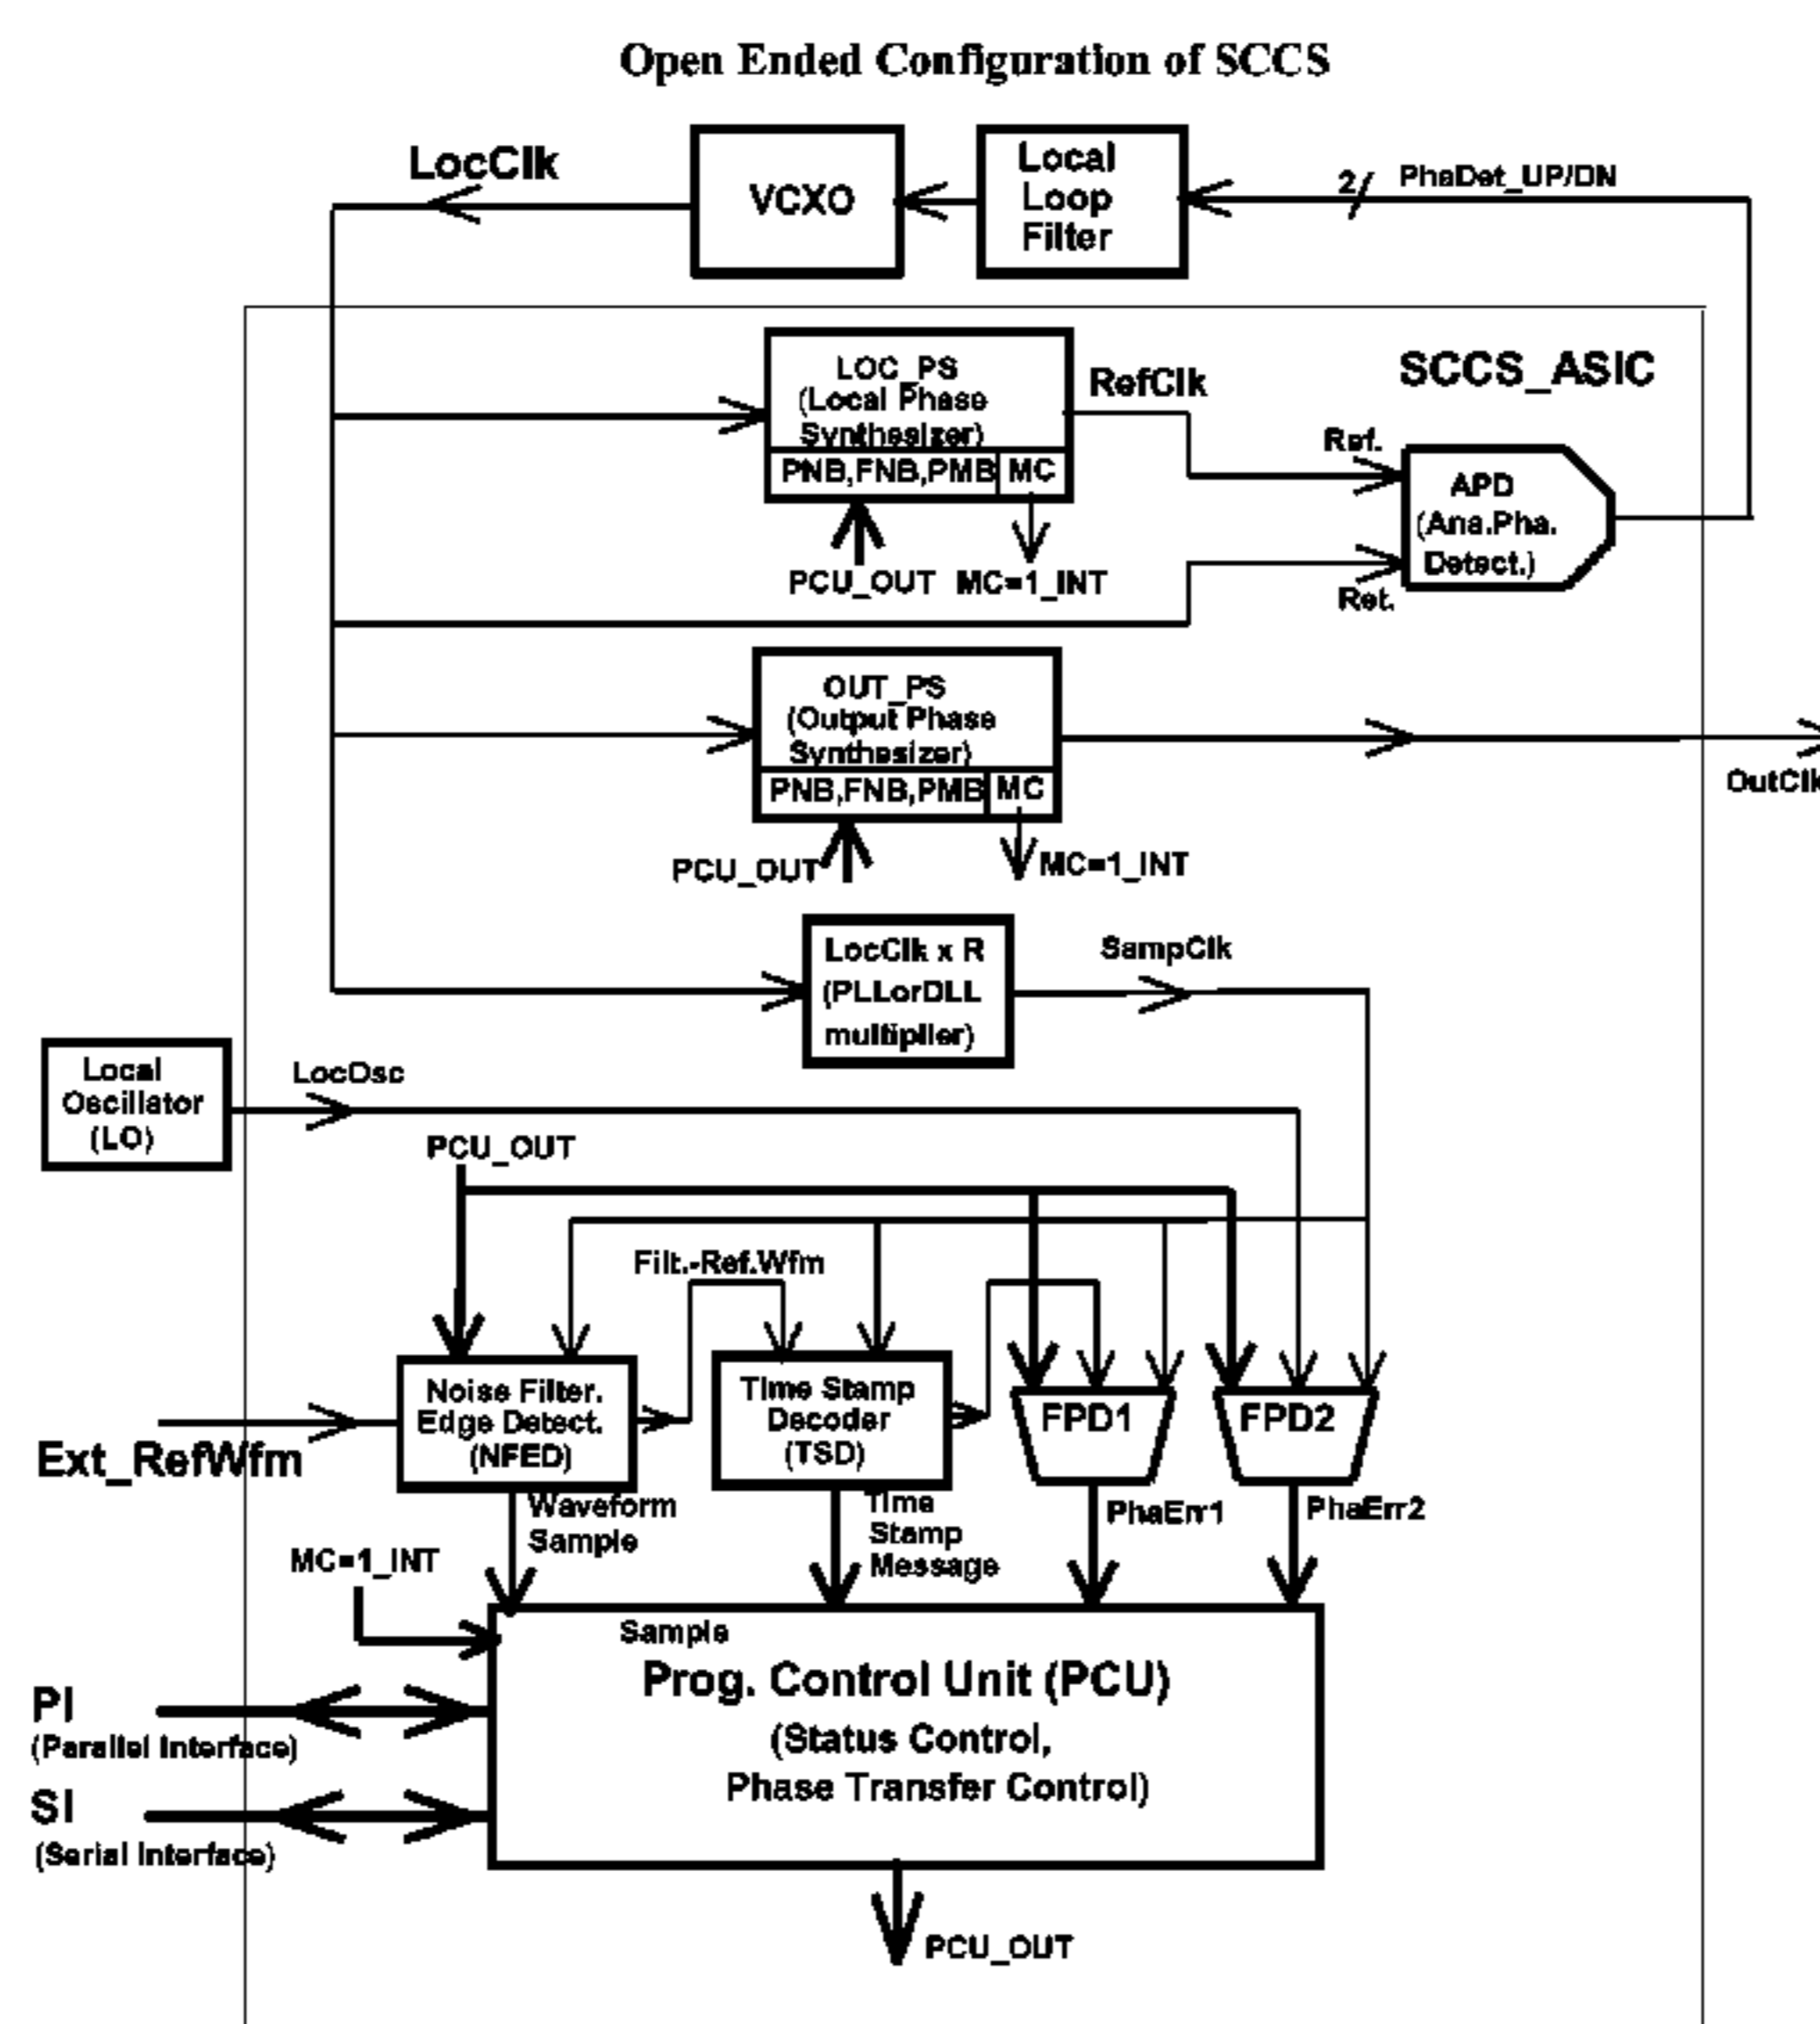 Open Ended Configuration of SCCS
LocClk
VCXO
Local
Loop
Filter
2/
PhaDet_UP/DN
LOC_PS
(Local Phase
Synthesizer)
PNB,FNB,PMB
MC
RefClk
SCCS_ASIC
Ref.
APD
(Ana.Pha.
Detect.)
Ret.
PCU_OUT
MC=1_INT
OUT_PS
(Output Phase
Synthesizer)
PNB,FNB,PMB
MC
OutClk
PCU_OUT
MC=1_INT
LocClk x R
(PLLorDLL
multiplier)
SampClk
Local
Oscillator
(LO)
LocOsc
PCU_OUT
Filt.-Ref.Wfm
Noise Filter.
Edge Detect.
(NFED)
Time Stamp
Decoder
(TSD)
FPD1
FPD2
Ext_RefWfm
Waveform
Sample
Time
Stamp
Message
PhaErr1
PhaErr2
MC=1_INT
Sample
Prog. Control Unit (PCU)
(Status Control,
Phase Transfer Control)
PI
(Parallel Interface)
SI
(Serial Interface)
PCU_OUT